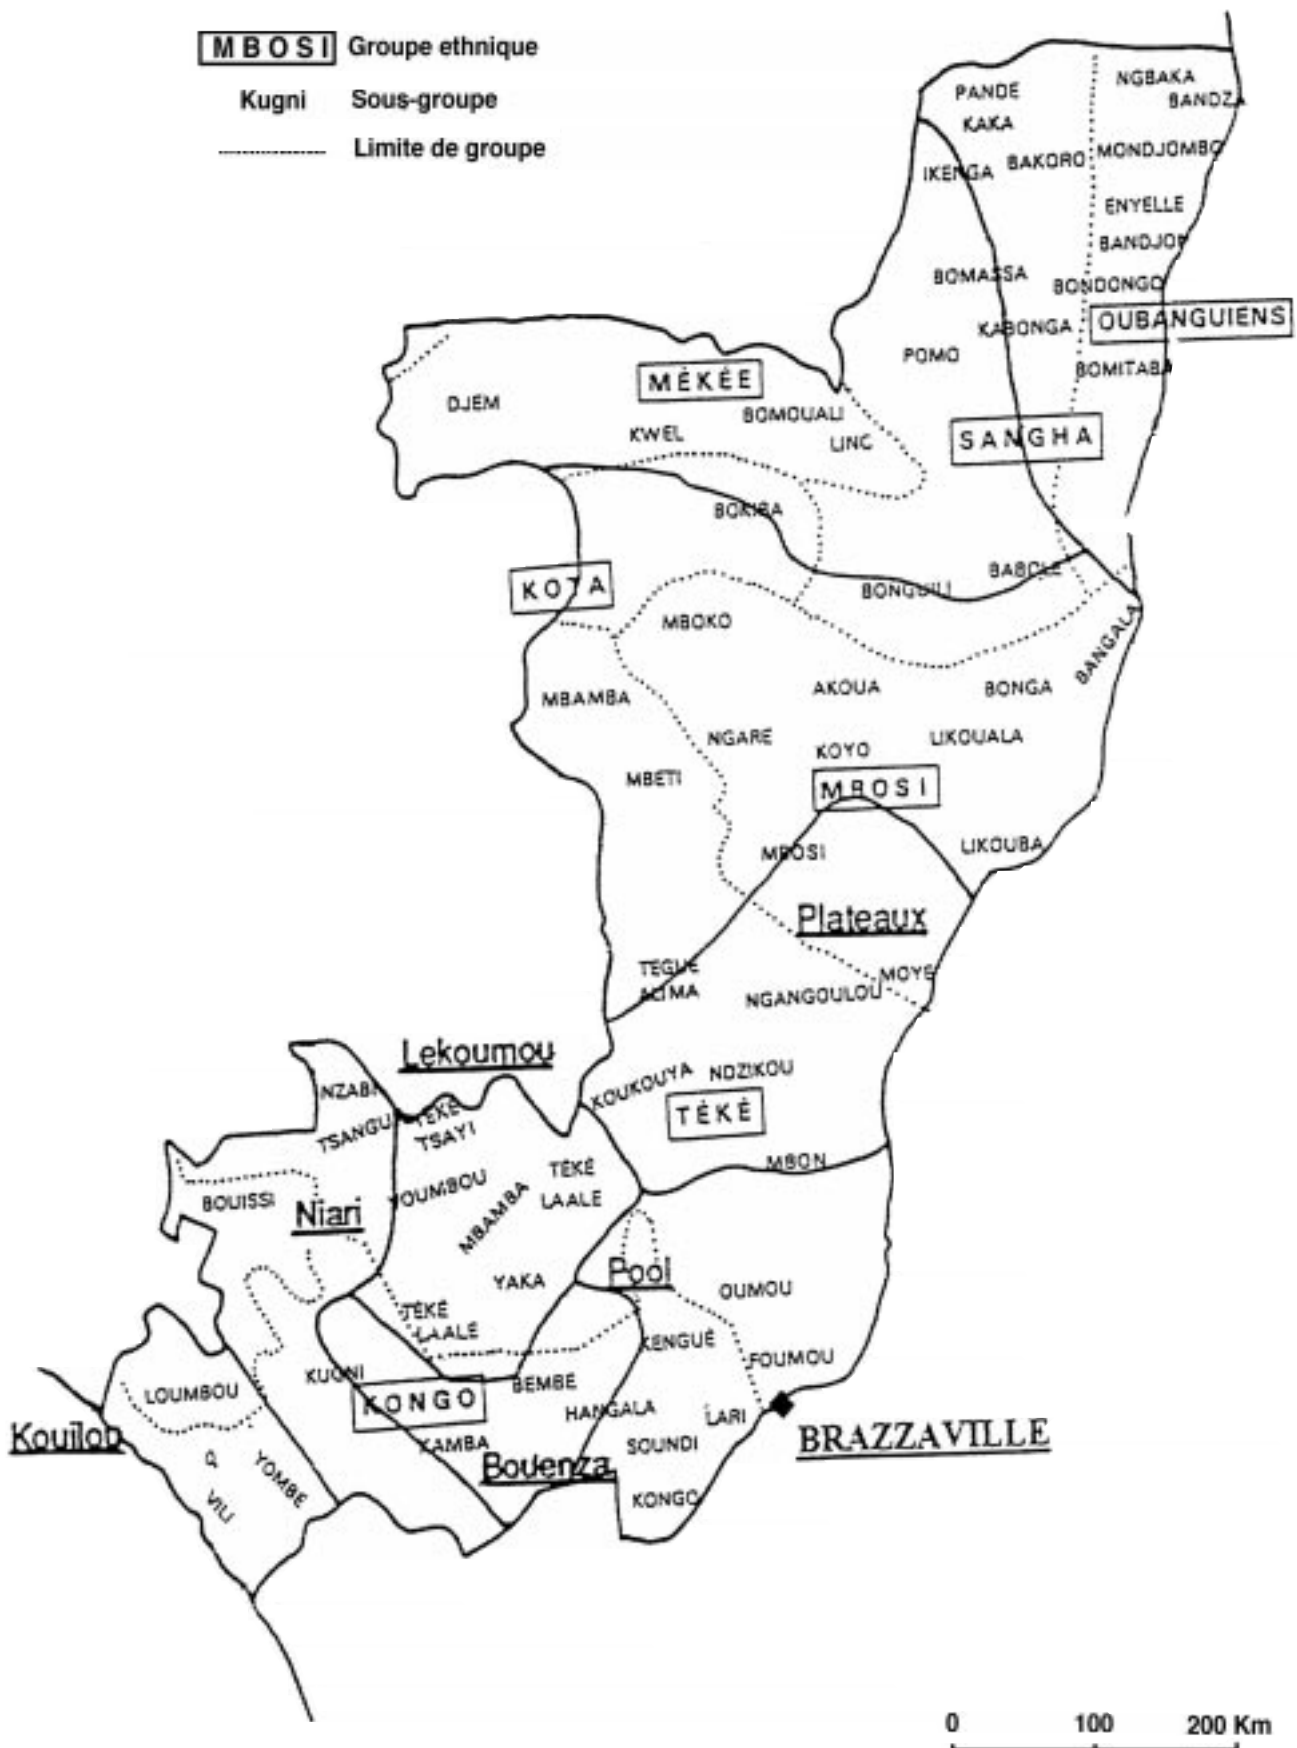 MBOSI Groupe ethnique
Kugni Sous-groupe
Limite de groupe
PANDE
KAKA
IKENGA
BAKORO
NGBAKA
BANDZA
MONDJOMBO
ENYELLE
BANDJON
BOMASSA
BONDONGO
KABONGA
OUBANGUIENS
POMO
BOMITABA
MÉKÉE
DJEM
BOMOUALI
KWEL
LINC
SANGHA
BOKIBA
KOTA
BONGUILI
BABOLE
MBOKO
BANGALA
MBAMBA
AKOUA
BONGA
NGARE
KOYO
LIKOUALA
MBETI
MBOSI
MBOSI
LIKOUBA
Plateaux
TEGUE
ALIMA
MOYE
NGANGOULOU
Lekoumou
KOUKOUYA
NDZIKOU
TÉKÉ
NZABI
TSANGUI
TÉKÉ
TSAYI
MBON
BOUISSI
Niari
YOUMBOU
MBAMBA
TÉKÉ
LAALE
YAKA
Pool
OUMOU
TÉKÉ
LAALE
KENGUÉ
FOUMOU
KUGNI
LOUMBOU
KONGO
BEMBE
HANGALA
LARI
BRAZZAVILLE
Kouilou
KAMBA
SOUNDI
Bouenza
YOMBE
VILI
KONGO
0 100 200 Km